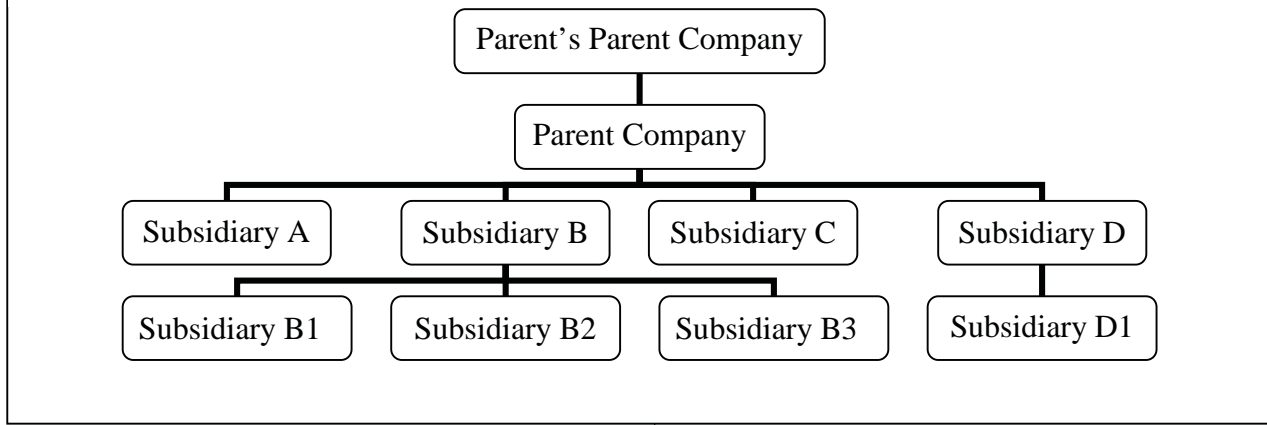 Parent’s Parent Company
Parent Company
Subsidiary A
Subsidiary B
Subsidiary C
Subsidiary D
Subsidiary B1
Subsidiary B2
Subsidiary B3
Subsidiary D1